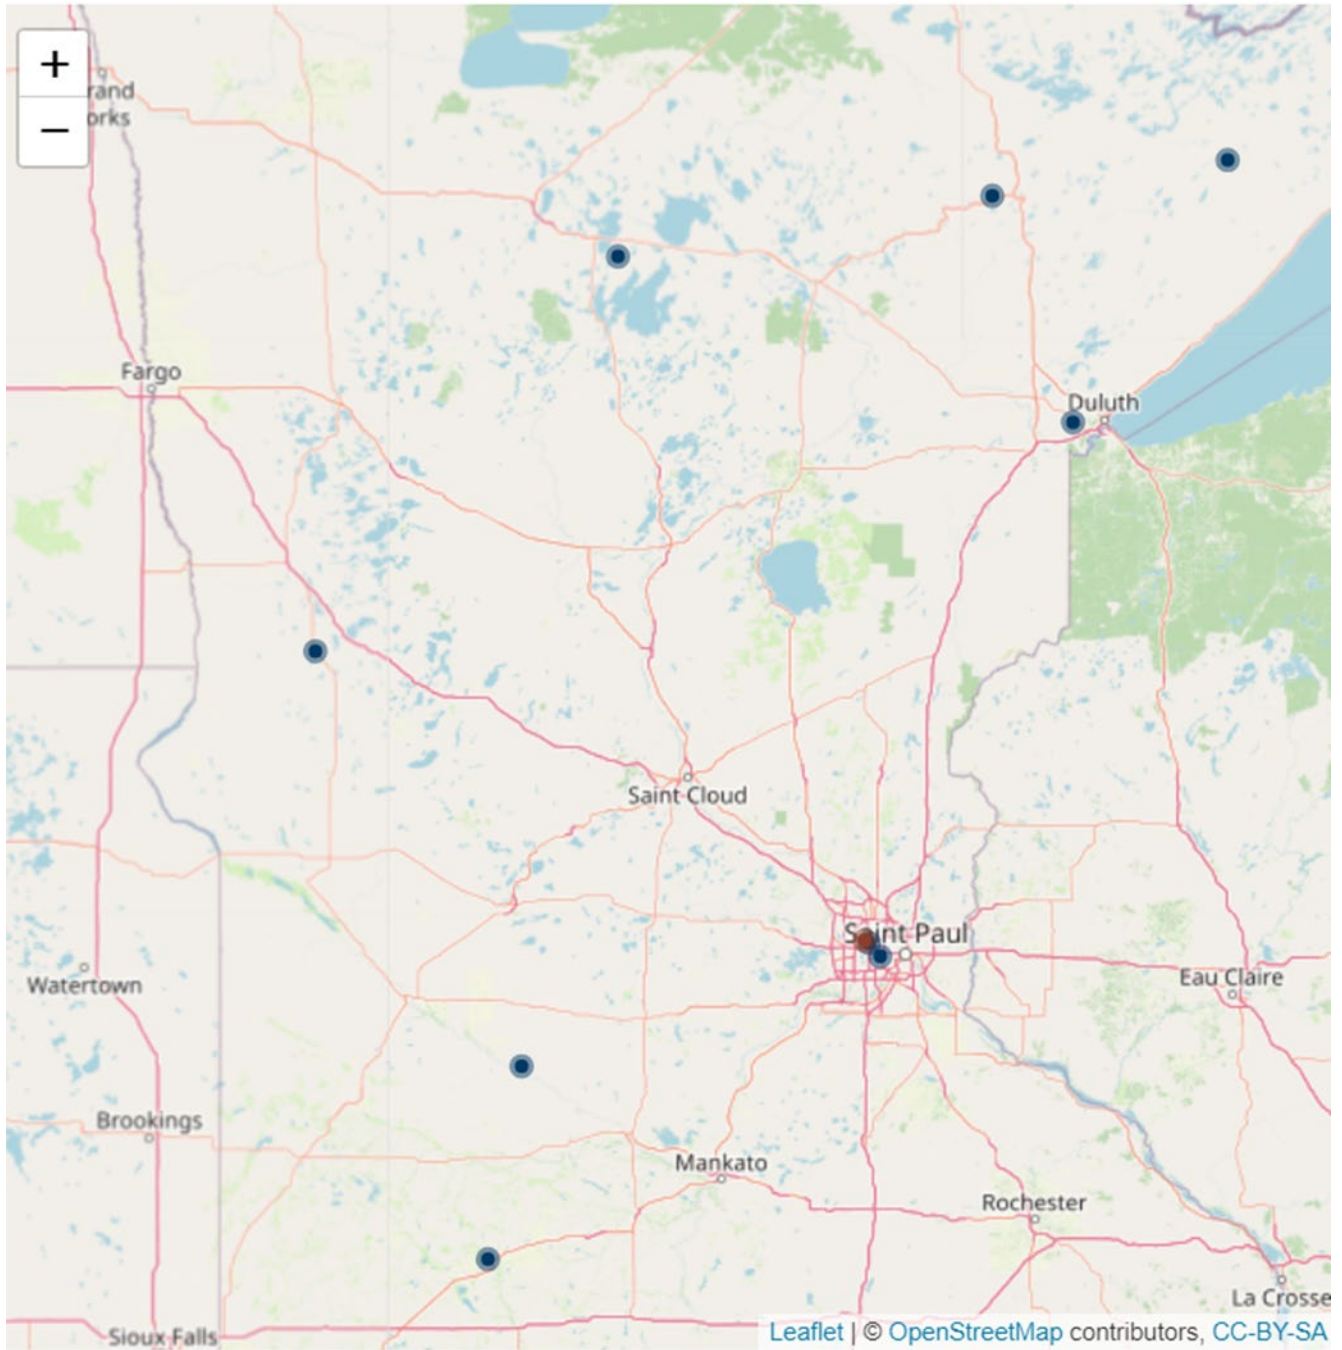 +
rand
orks
−
Fargo
Duluth
Saint Cloud
Saint Paul
Watertown
Eau Claire
Brookings
Mankato
Rochester
La Crosse
Sioux Falls
Leaflet | © OpenStreetMap contributors, CC-BY-SA